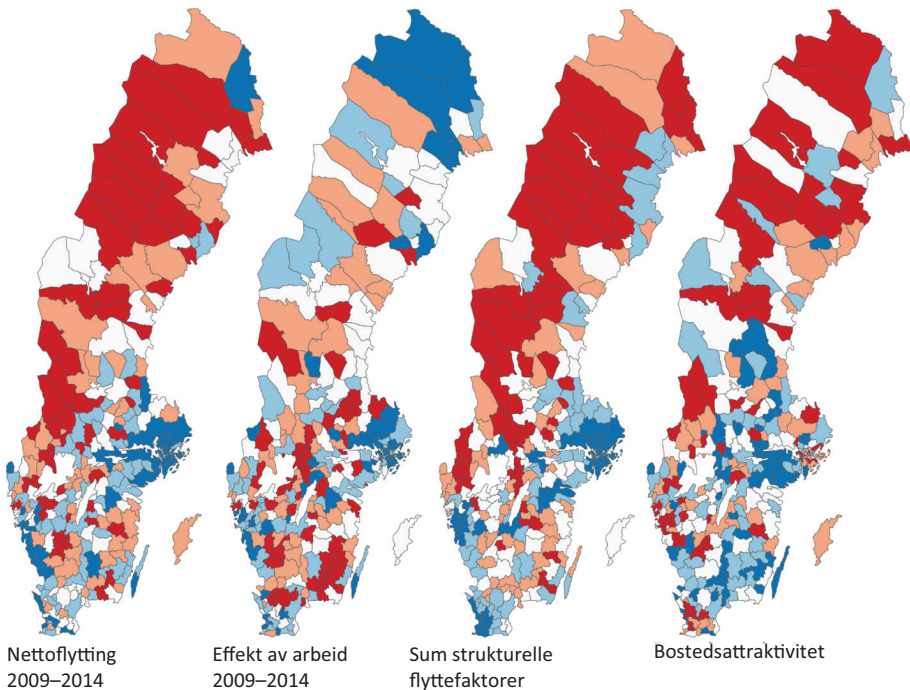 Nettoflytting
2009–2014
Effekt av arbeid
2009–2014
Sum strukturelle
flyttefaktorer
Bostedsattraktivitet